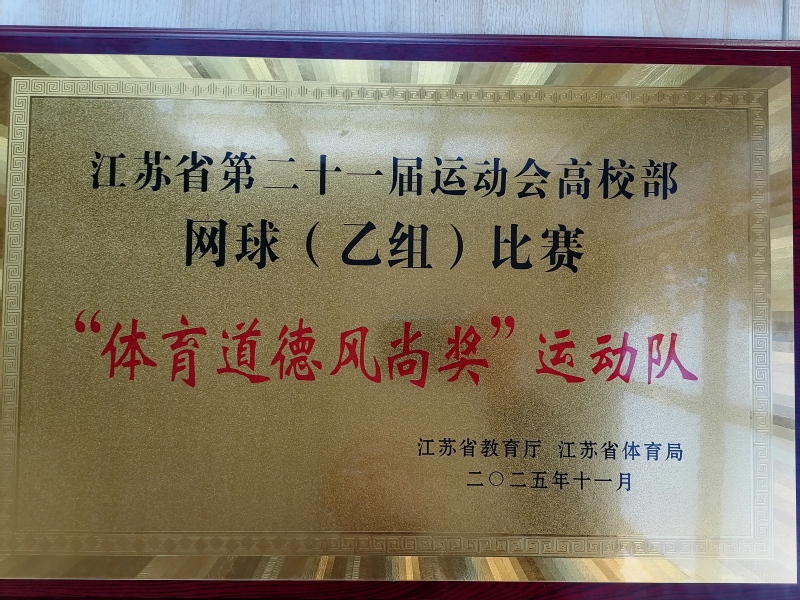 江苏省第二十一届运动会高校部
网球（乙组）比赛
“体育道德风尚奖”运动队
江苏省教育厅 江苏省体育局
二〇二五年十一月